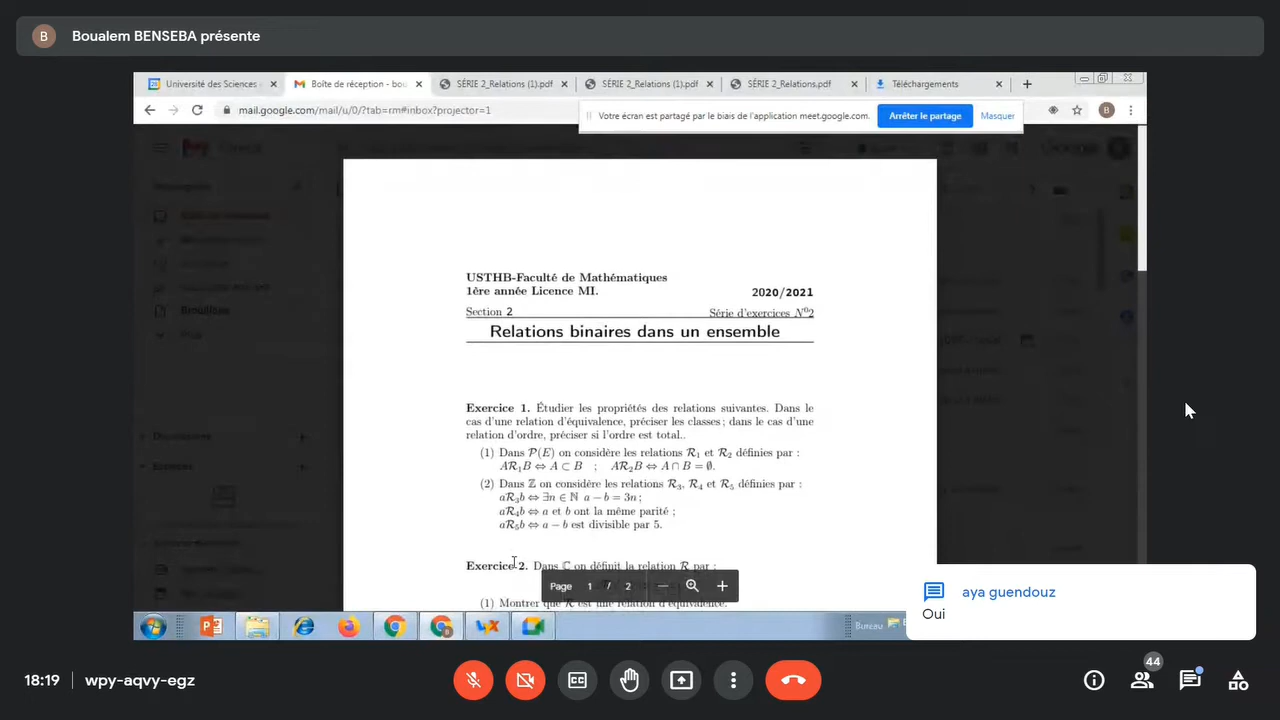 B Boualem BENSEBA présente
Université des Sciences
Boîte de réception - bou
SÉRIE 2_Relations (1).pdf
SÉRIE 2_Relations (1).pdf
SÉRIE 2_Relations.pdf
Téléchargements
mail.google.com/mail/u/0/?tab=rm#inbox?projector=1
Votre écran est partagé par le biais de l'application meet.google.com.
Arrêter le partage
Masquer
B
USTHB-Faculté de Mathématiques
1ère année Licence MI. 2020/2021
Section 2 Série d'exercices N⁰2
Relations binaires dans un ensemble
Exercice 1. Étudier les propriétés des relations suivantes. Dans le
cas d'une relation d'équivalence, préciser les classes ; dans le cas d'une
relation d'ordre, préciser si l'ordre est total..
(1) Dans 𝒫(E) on considère les relations ℛ₁ et ℛ₂ définies par :
Aℛ₁B ⇔ A ⊂ B ; Aℛ₂B ⇔ A ∩ B = ∅.
(2) Dans ℤ on considère les relations ℛ₃, ℛ₄ et ℛ₅ définies par :
aℛ₃b ⇔ ∃n ∈ ℕ a − b = 3n ;
aℛ₄b ⇔ a et b ont la même parité ;
aℛ₅b ⇔ a − b est divisible par 5.
Exercice 2. Dans ℂ on définit la relation ℛ par :
Page 1 / 2
(1) Montrer que ℛ est une relation d'équivalence.
Bureau
aya guendouz
Oui
18:19 wpy-aqvy-egz
44